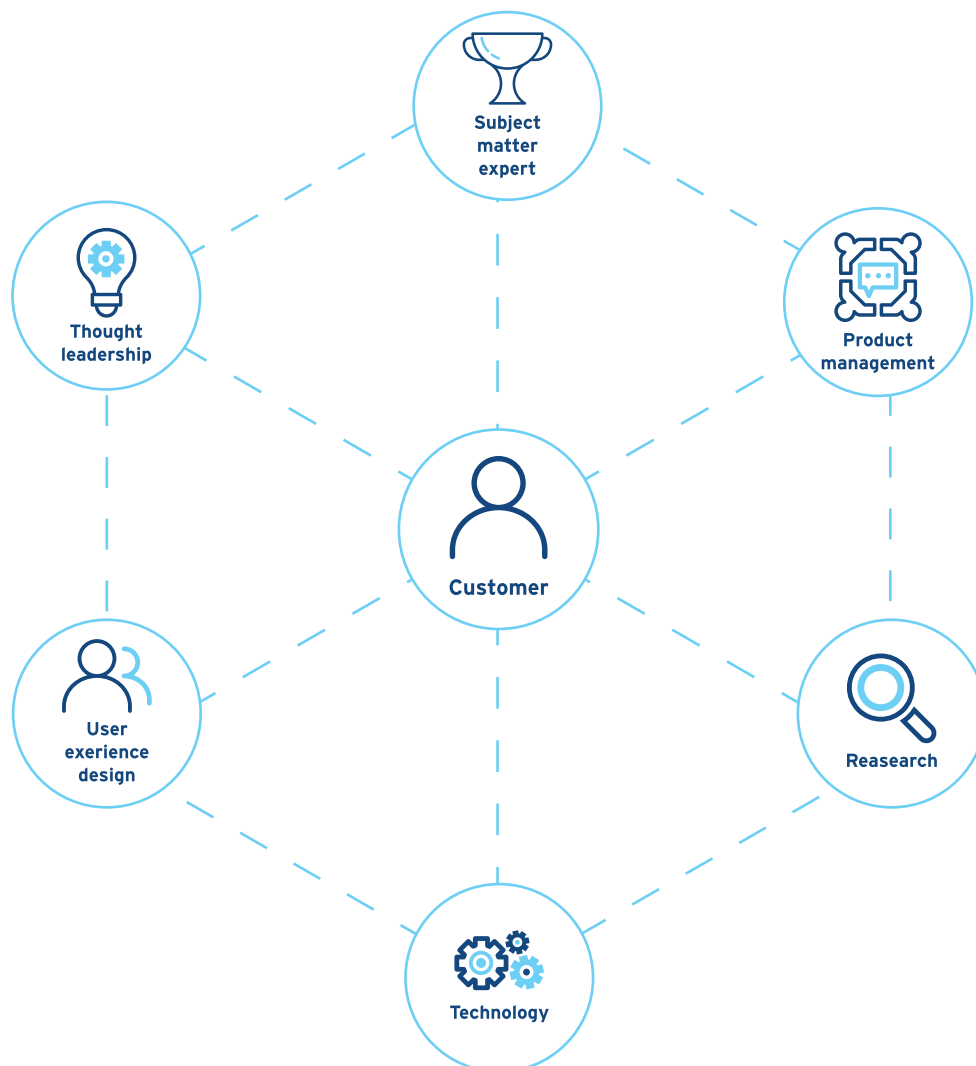 Subject
matter
expert
Thought
leadership
Product
management
Customer
User
exerience
design
Reasearch
Technology